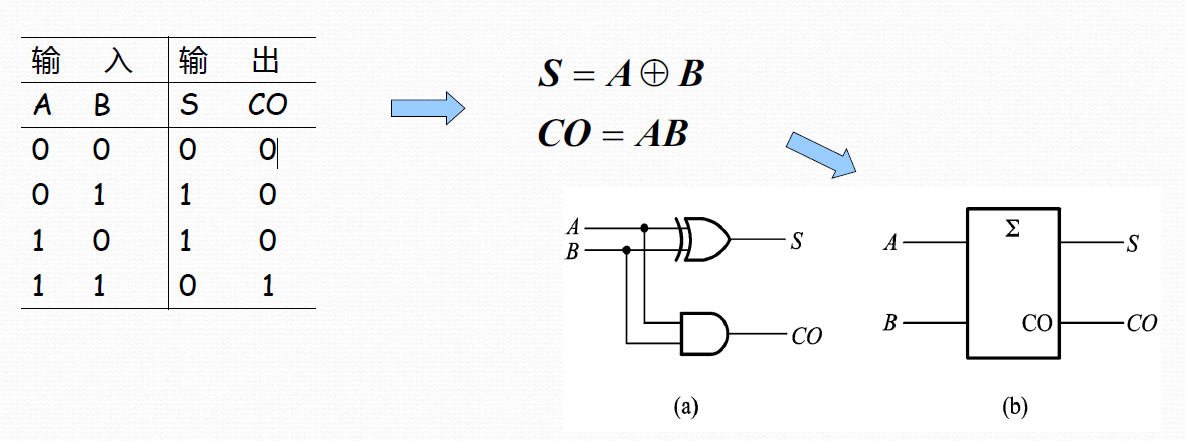 输 入 输 出
A B S CO
0 0 0 0
0 1 1 0
1 0 1 0
1 1 0 1
S = A ⊕ B
CO = AB
A
B
S
CO
(a)
Σ
A
S
B
CO
CO
(b)